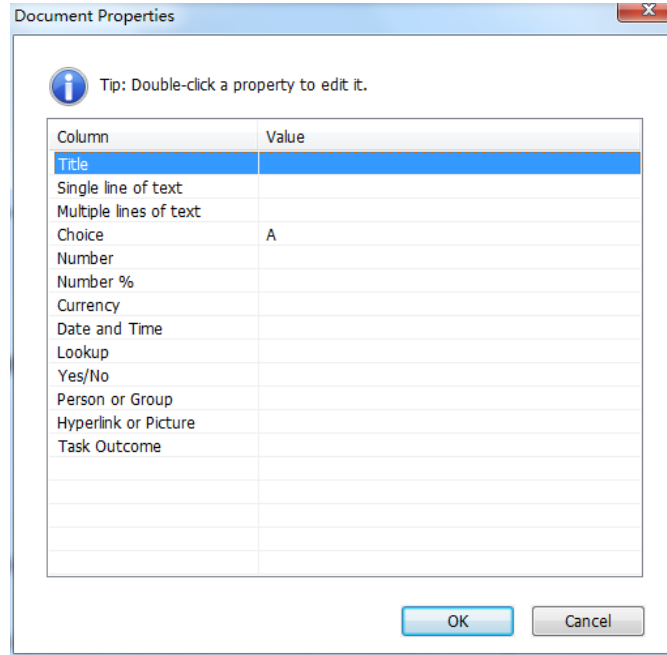 Document Properties
Tip: Double-click a property to edit it.
Column Value
Title
Single line of text
Multiple lines of text
Choice A
Number
Number %
Currency
Date and Time
Lookup
Yes/No
Person or Group
Hyperlink or Picture
Task Outcome
OK Cancel